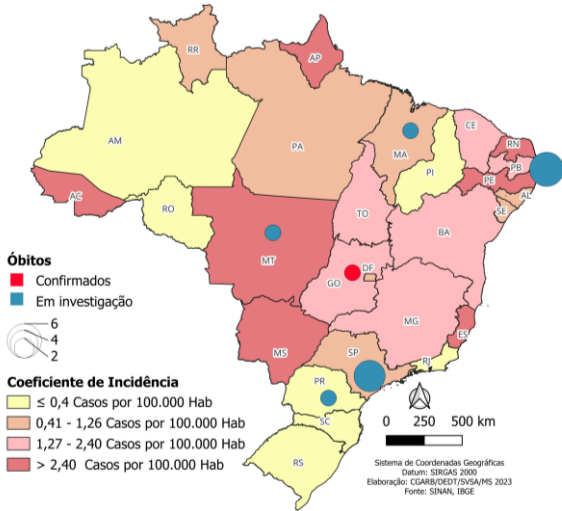 RR
AP
AM
PA
MA
CE
RN
PB
PI
PE
AL
SE
AC
RO
TO
BA
MT
DF
GO
MG
ES
MS
SP
RJ
PR
SC
RS
Óbitos
Confirmados
Em investigação
6
4
2
Coeficiente de Incidência
≤ 0,4 Casos por 100.000 Hab
0,41 - 1,26 Casos por 100.000 Hab
1,27 - 2,40 Casos por 100.000 Hab
> 2,40 Casos por 100.000 Hab
0 250 500 km
Sistema de Coordenadas Geográficas
Datum: SIRGAS 2000
Elaboração: CGARB/DEDT/SVSA/MS 2023
Fonte: SINAN, IBGE